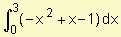 ∫₀³(-x² + x-1) dx